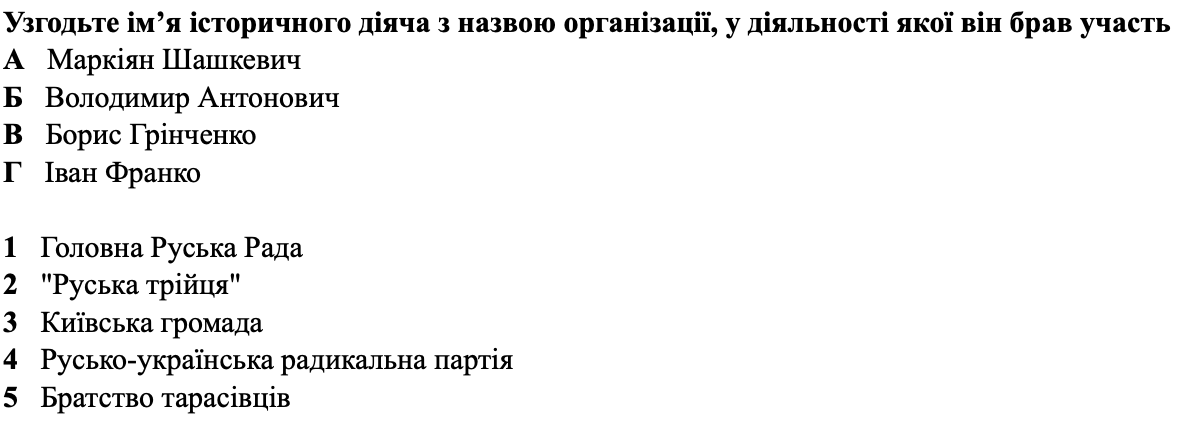 Узгодьте ім’я історичного діяча з назвою організації, у діяльності якої він брав участь
А Маркіян Шашкевич
Б Володимир Антонович
В Борис Грінченко
Г Іван Франко
1 Головна Руська Рада
2 "Руська трійця"
3 Київська громада
4 Русько-українська радикальна партія
5 Братство тарасівців